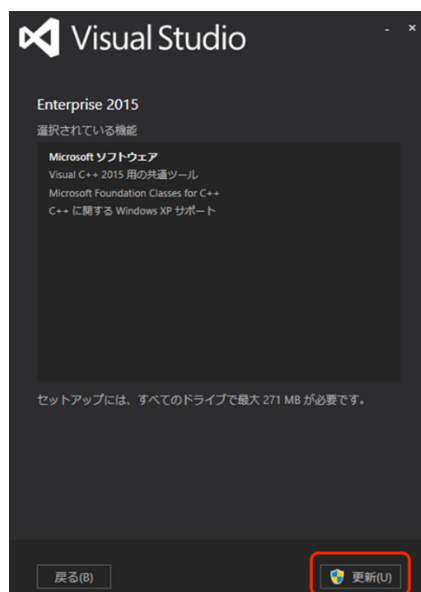 Visual Studio
Enterprise 2015
選択されている機能
Microsoft ソフトウェア
Visual C++ 2015 用の共通ツール
Microsoft Foundation Classes for C++
C++ に関する Windows XP サポート
セットアップには、すべてのドライブで最大 271 MB が必要です。
戻る(B)
更新(U)